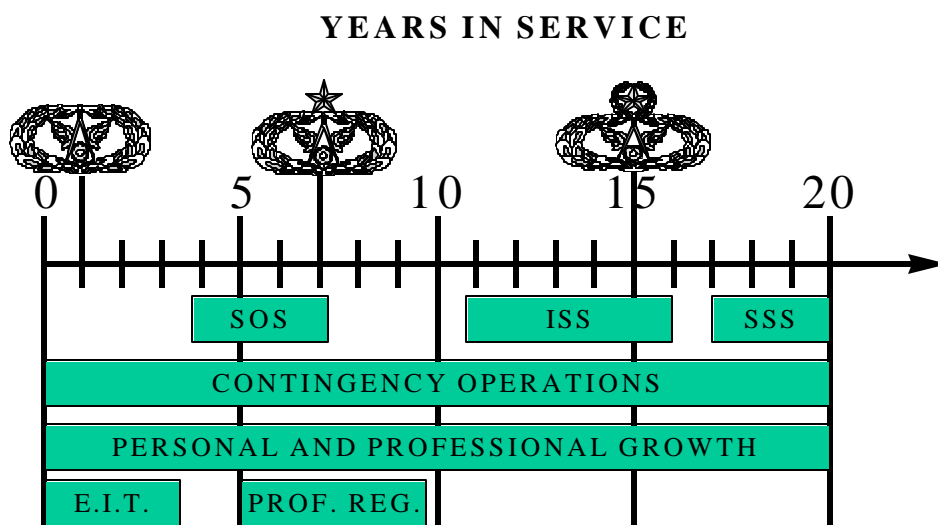 YEARS IN SERVICE
0 5 10 15 20
SOS ISS SSS
CONTINGENCY OPERATIONS
PERSONAL AND PROFESSIONAL GROWTH
E.I.T. PROF. REG.